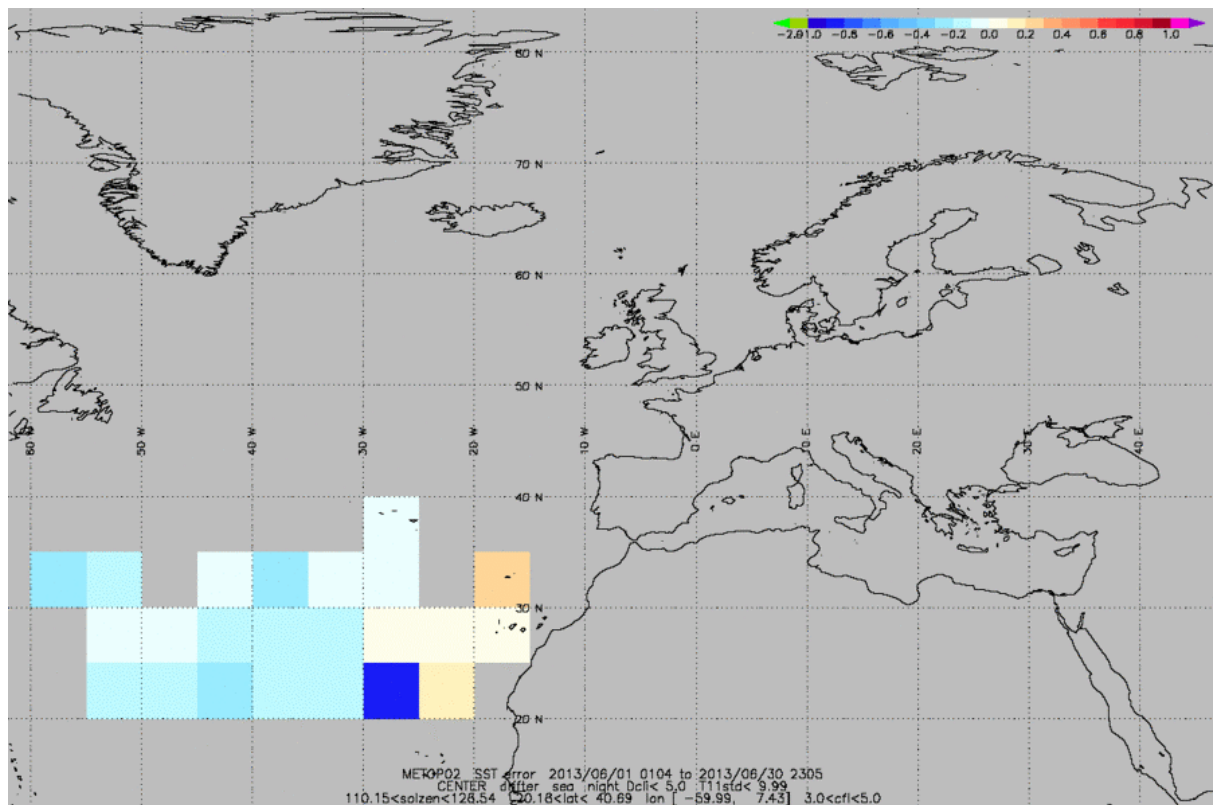 -2.0 -1.0 -0.8 -0.6 -0.4 -0.2 0.0 0.2 0.4 0.6 0.8 1.0
80 N
70 N
60 N
50 N
60 W 50 W 40 W 30 W 20 W 10 W 0 E 10 E 20 E 30 E 40 E
40 N
30 N
20 N
METOP02 SST error 2013/06/01 0104 to 2013/06/30 2305
CENTER drifter sea night Dcli< 5.0 T11std< 9.99
110.15<solzen<128.54 20.18<lat< 40.69 lon [ -59.99, 7.43] 3.0<cfl<5.0